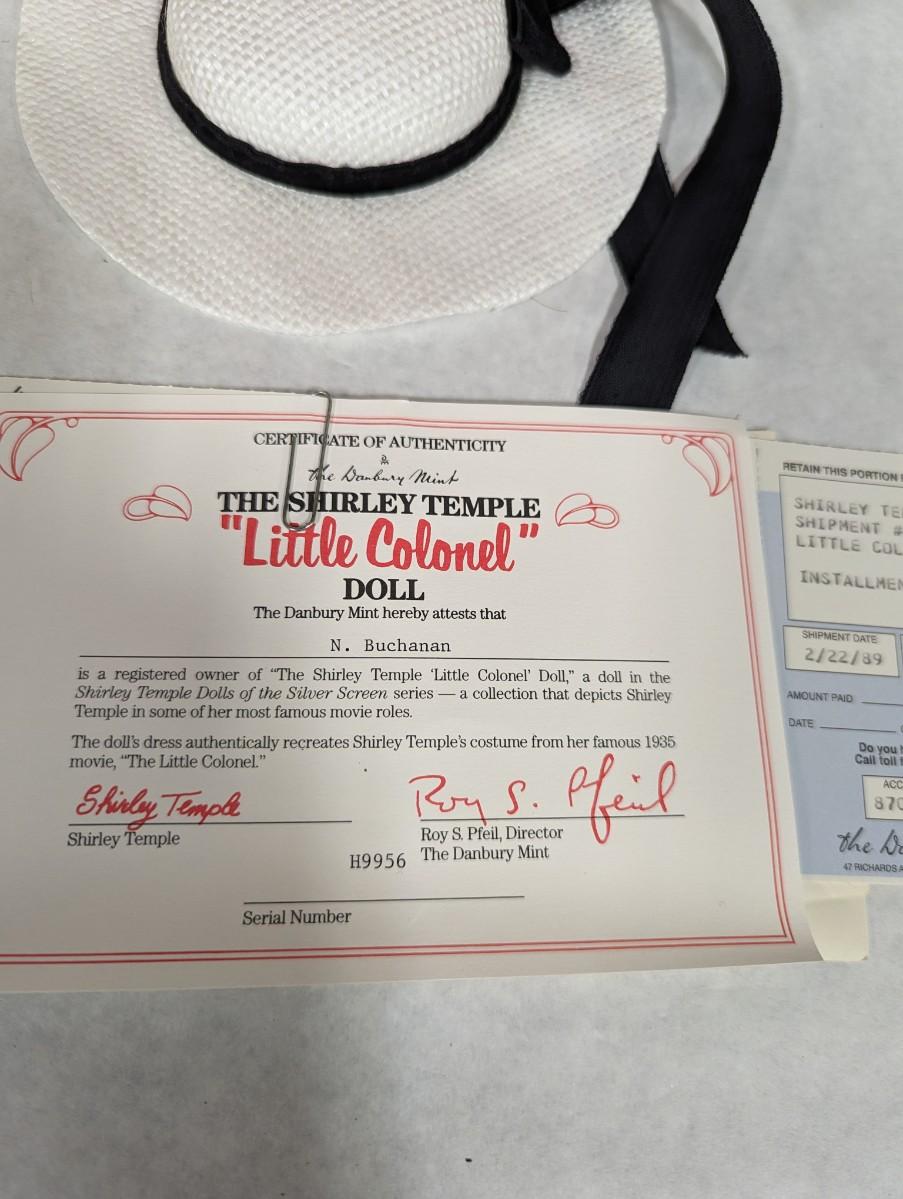 CERTIFICATE OF AUTHENTICITY
the Danbury Mint
THE SHIRLEY TEMPLE
"Little Colonel"
DOLL
The Danbury Mint hereby attests that
N. Buchanan
is a registered owner of "The Shirley Temple 'Little Colonel' Doll," a doll in the
Shirley Temple Dolls of the Silver Screen series — a collection that depicts Shirley
Temple in some of her most famous movie roles.
The doll's dress authentically recreates Shirley Temple's costume from her famous 1935
movie, "The Little Colonel."
Shirley Temple
Roy S. Pfeil
Shirley Temple
Roy S. Pfeil, Director
The Danbury Mint
H9956
Serial Number
RETAIN THIS PORTION
SHIRLEY TE
SHIPMENT #
LITTLE COL
INSTALLMEN
SHIPMENT DATE
2/22/89
AMOUNT PAID
DATE
Do you
Call toll
ACC
870
the Da
47 RICHARDS A